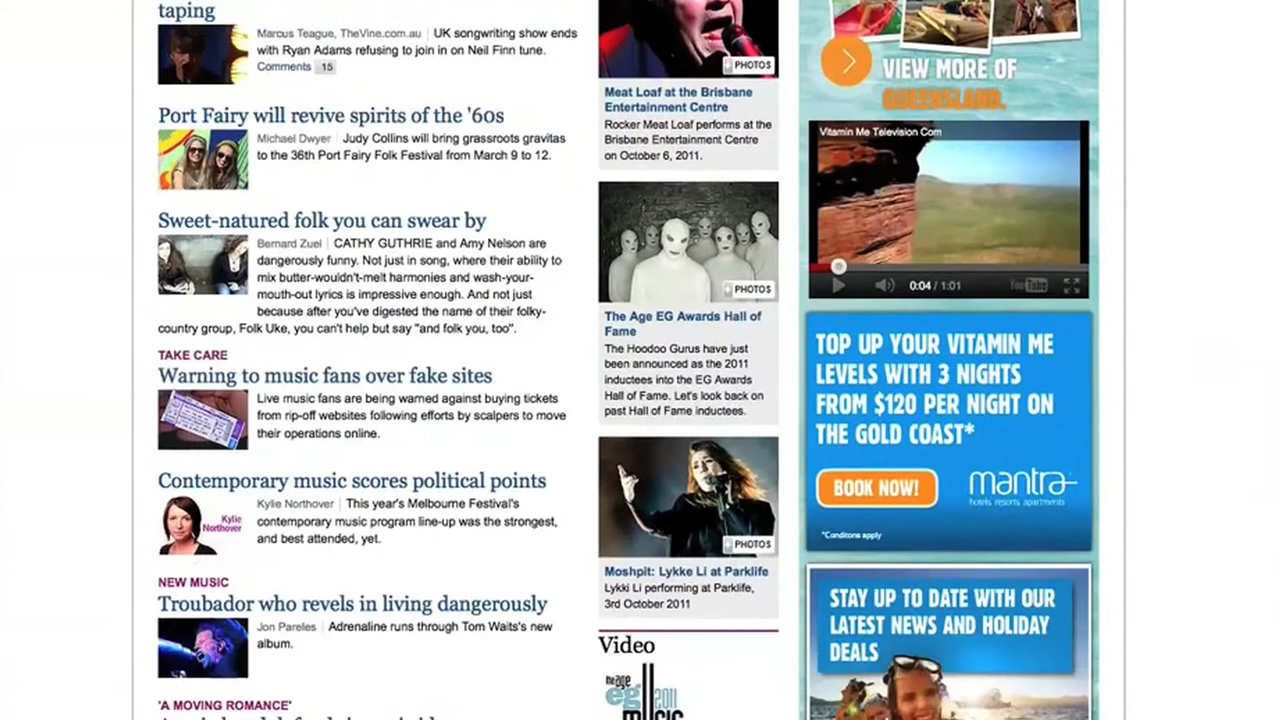 taping
Marcus Teague, TheVine.com.au | UK songwriting show ends
with Ryan Adams refusing to join in on Neil Finn tune.
Comments 15
Port Fairy will revive spirits of the '60s
Michael Dwyer | Judy Collins will bring grassroots gravitas
to the 36th Port Fairy Folk Festival from March 9 to 12.
Sweet-natured folk you can swear by
Bernard Zuel | CATHY GUTHRIE and Amy Nelson are
dangerously funny. Not just in song, where their ability to
mix butter-wouldn't-melt harmonies and wash-your-
mouth-out lyrics is impressive enough. And not just
because after you've digested the name of their folky-
country group, Folk Uke, you can't help but say "and folk you, too".
TAKE CARE
Warning to music fans over fake sites
Live music fans are being warned against buying tickets
from rip-off websites following efforts by scalpers to move
their operations online.
Contemporary music scores political points
Kylie
Northover
Kylie Northover | This year's Melbourne Festival's
contemporary music program line-up was the strongest,
and best attended, yet.
NEW MUSIC
Troubador who revels in living dangerously
Jon Pareles | Adrenaline runs through Tom Waits's new
album.
'A MOVING ROMANCE'
+ PHOTOS
Meat Loaf at the Brisbane
Entertainment Centre
Rocker Meat Loaf performs at the
Brisbane Entertainment Centre
on October 6, 2011.
+ PHOTOS
The Age EG Awards Hall of
Fame
The Hoodoo Gurus have just
been announced as the 2011
inductees into the EG Awards
Hall of Fame. Let's look back on
past Hall of Fame inductees.
+ PHOTOS
Moshpit: Lykke Li at Parklife
Lykki Li performing at Parklife,
3rd October 2011
Video
the age
eg 2011
music
VIEW MORE OF
QUEENSLAND.
Vitamin Me Television Com
0:04 / 1:01
YouTube
TOP UP YOUR VITAMIN ME
LEVELS WITH 3 NIGHTS
FROM $120 PER NIGHT ON
THE GOLD COAST*
BOOK NOW!
mantra
hotels resorts apartments
*Conditons apply
STAY UP TO DATE WITH OUR
LATEST NEWS AND HOLIDAY
DEALS